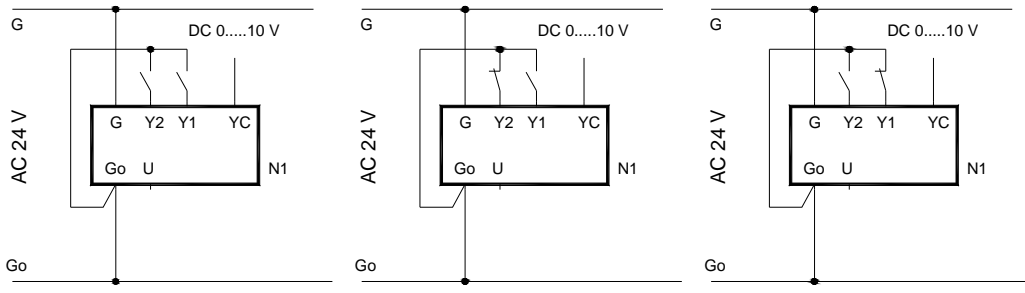 G
DC 0.....10 V
AC 24 V
G Y2 Y1 YC
Go U
N1
Go
G
DC 0.....10 V
AC 24 V
G Y2 Y1 YC
Go U
N1
Go
G
DC 0.....10 V
AC 24 V
G Y2 Y1 YC
Go U
N1
Go